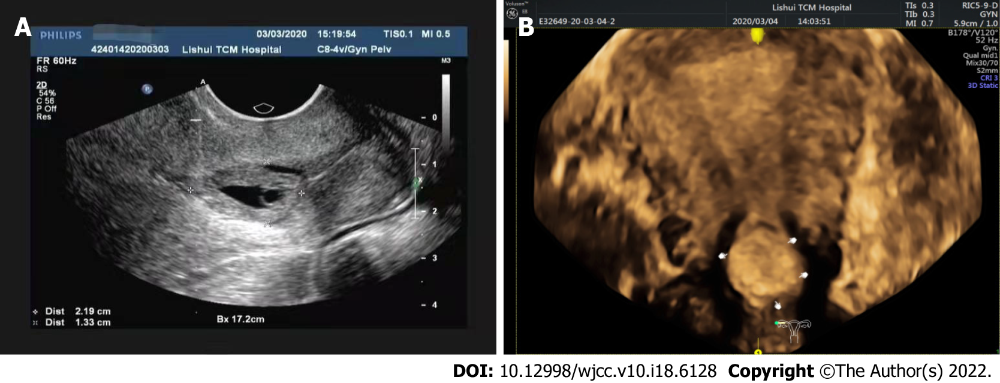 A
PHILIPS
03/03/2020 15:19:54 TIS0.1 MI 0.5
42401420200303 Lishui TCM Hospital C8-4v/Gyn Pelv
FR 60Hz
RS
2D
54%
C 56
P Off
Res
P
A
M3
0
1
X
2
3
4
Dist 2.19 cm
Dist 1.33 cm
Bx 17.2cm
B
Voluson™
GE E8
Lishui TCM Hospital
E32649-20-03-04-2
2020/03/04 14:03:51
TIs 0.3 RIC5-9-D
TIb 0.3 GYN
MI 0.7 5.9cm / 1.0
B178°/V120°
52 Hz
Gyn.
Qual mid1
Mix30/70
S2mm
CRI 3
3D Static
1
DOI: 10.12998/wjcc.v10.i18.6128 Copyright ©The Author(s) 2022.